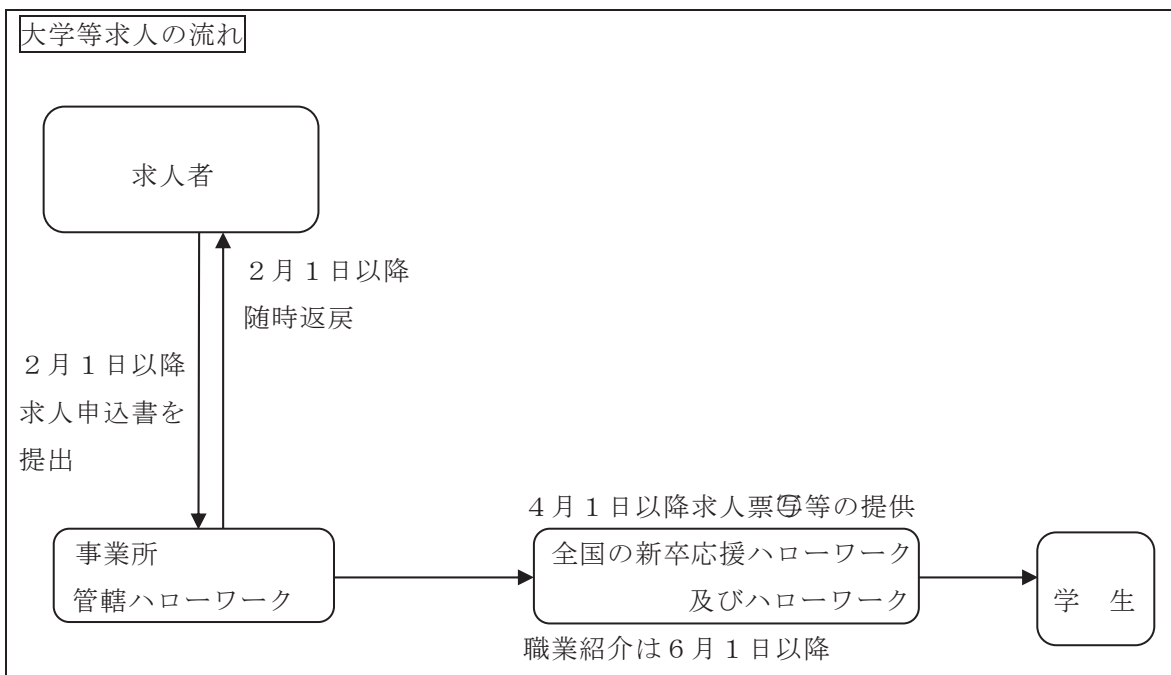 大学等求人の流れ
求人者
２月１日以降
随時返戻
２月１日以降
求人申込書を
提出
４月１日以降求人票㊢等の提供
事業所
管轄ハローワーク
全国の新卒応援ハローワーク
及びハローワーク
学　生
職業紹介は６月１日以降